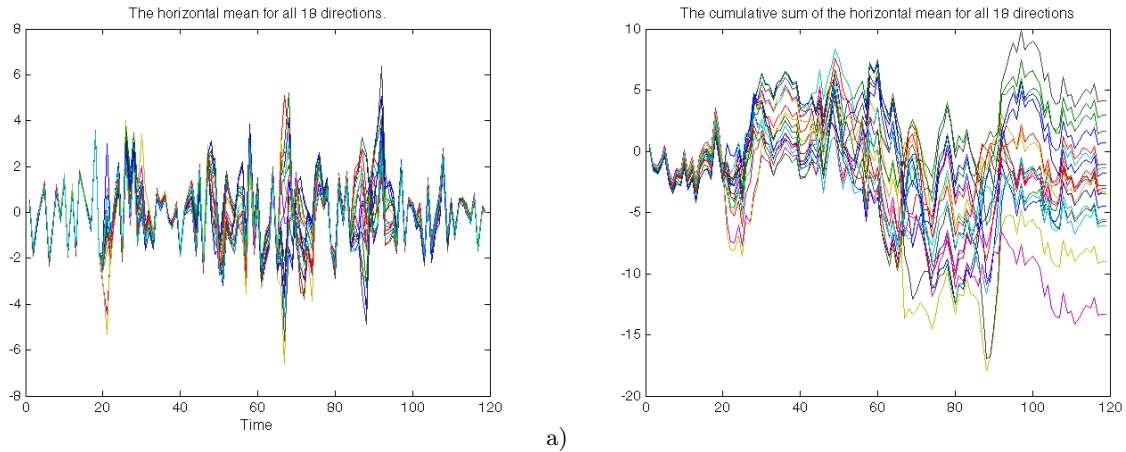 The horizontal mean for all 18 directions.
8
6
4
2
0
-2
-4
-6
-8
0 20 40 60 80 100 120
Time
The cumulative sum of the horizontal mean for all 18 directions
10
5
0
-5
-10
-15
-20
0 20 40 60 80 100 120
a)